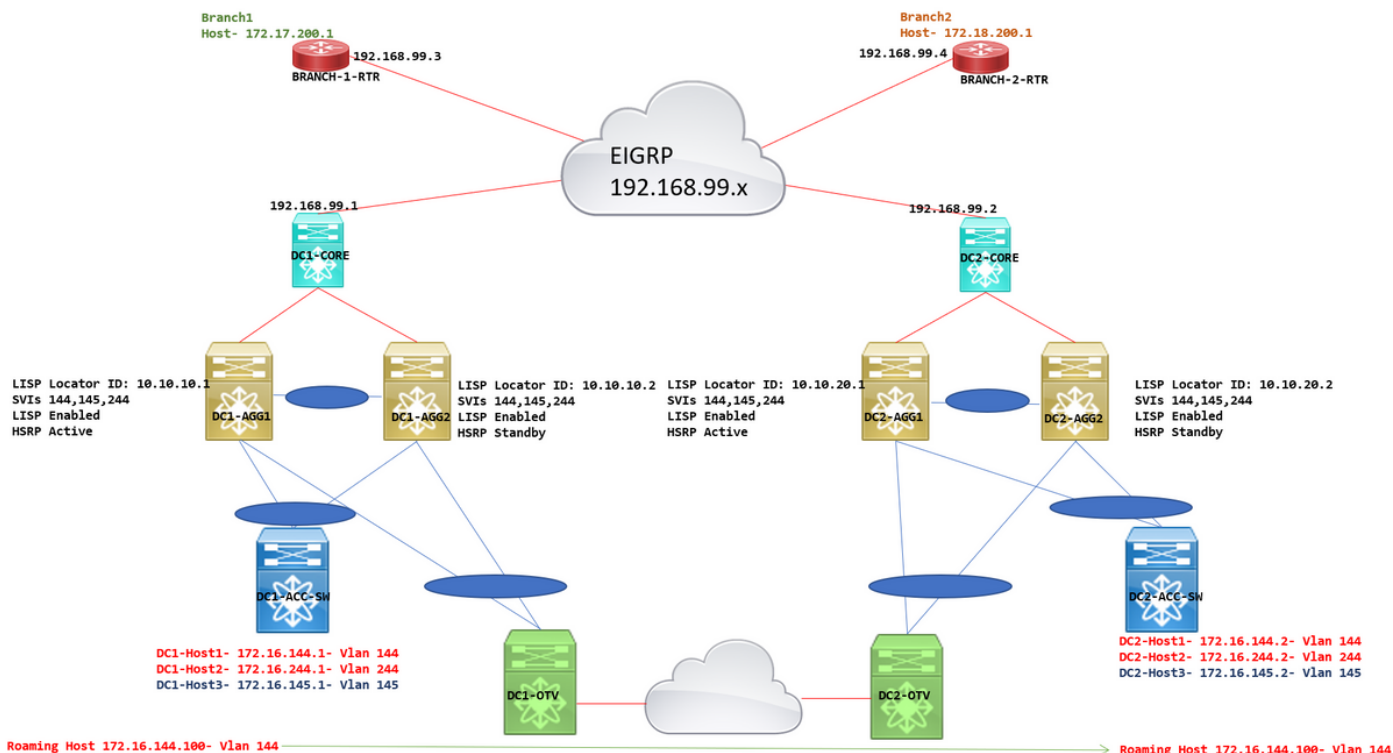 Branch1
Host- 172.17.200.1
192.168.99.3
BRANCH-1-RTR
Branch2
Host- 172.18.200.1
192.168.99.4
BRANCH-2-RTR
EIGRP
192.168.99.x
192.168.99.1
DC1-CORE
192.168.99.2
DC2-CORE
LISP Locator ID: 10.10.10.1
SVIs 144,145,244
LISP Enabled
HSRP Active
DC1-AGG1
DC1-AGG2
LISP Locator ID: 10.10.10.2
SVIs 144,145,244
LISP Enabled
HSRP Standby
LISP Locator ID: 10.10.20.1
SVIs 144,145,244
LISP Enabled
HSRP Active
DC2-AGG1
DC2-AGG2
LISP Locator ID: 10.10.20.2
SVIs 144,145,244
LISP Enabled
HSRP Standby
DC1-ACC-SW
DC2-ACC-SW
DC1-Host1- 172.16.144.1- Vlan 144
DC1-Host2- 172.16.244.1- Vlan 244
DC1-Host3- 172.16.145.1- Vlan 145
DC2-Host1- 172.16.144.2- Vlan 144
DC2-Host2- 172.16.244.2- Vlan 244
DC2-Host3- 172.16.145.2- Vlan 145
DC1-OTV
DC2-OTV
Roaming Host 172.16.144.100- Vlan 144
Roaming Host 172.16.144.100- Vlan 144